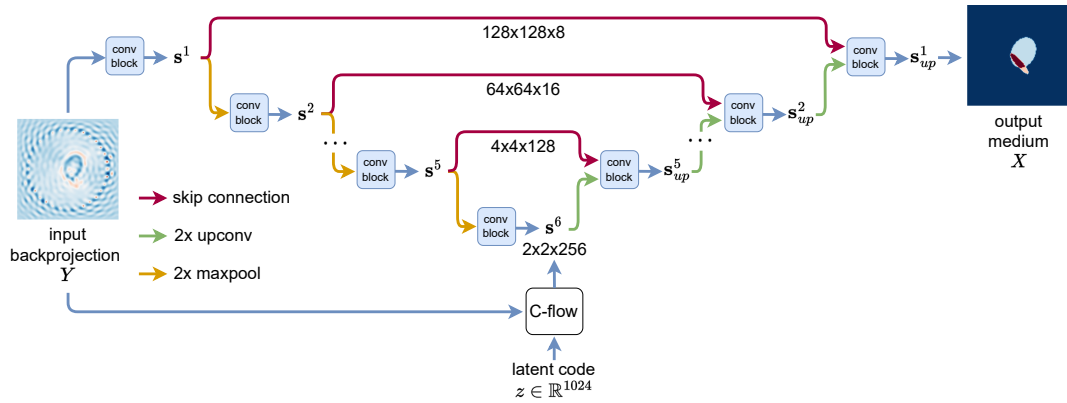 conv
block
s¹
128x128x8
conv
block
s¹ᵤₚ
conv
block
s²
64x64x16
conv
block
s²ᵤₚ
...
...
conv
block
s⁵
4x4x128
conv
block
s⁵ᵤₚ
conv
block
s⁶
2x2x256
skip connection
2x upconv
2x maxpool
input
backprojection
Y
output
medium
X
C-flow
latent code
z ∈ ℝ¹⁰²⁴